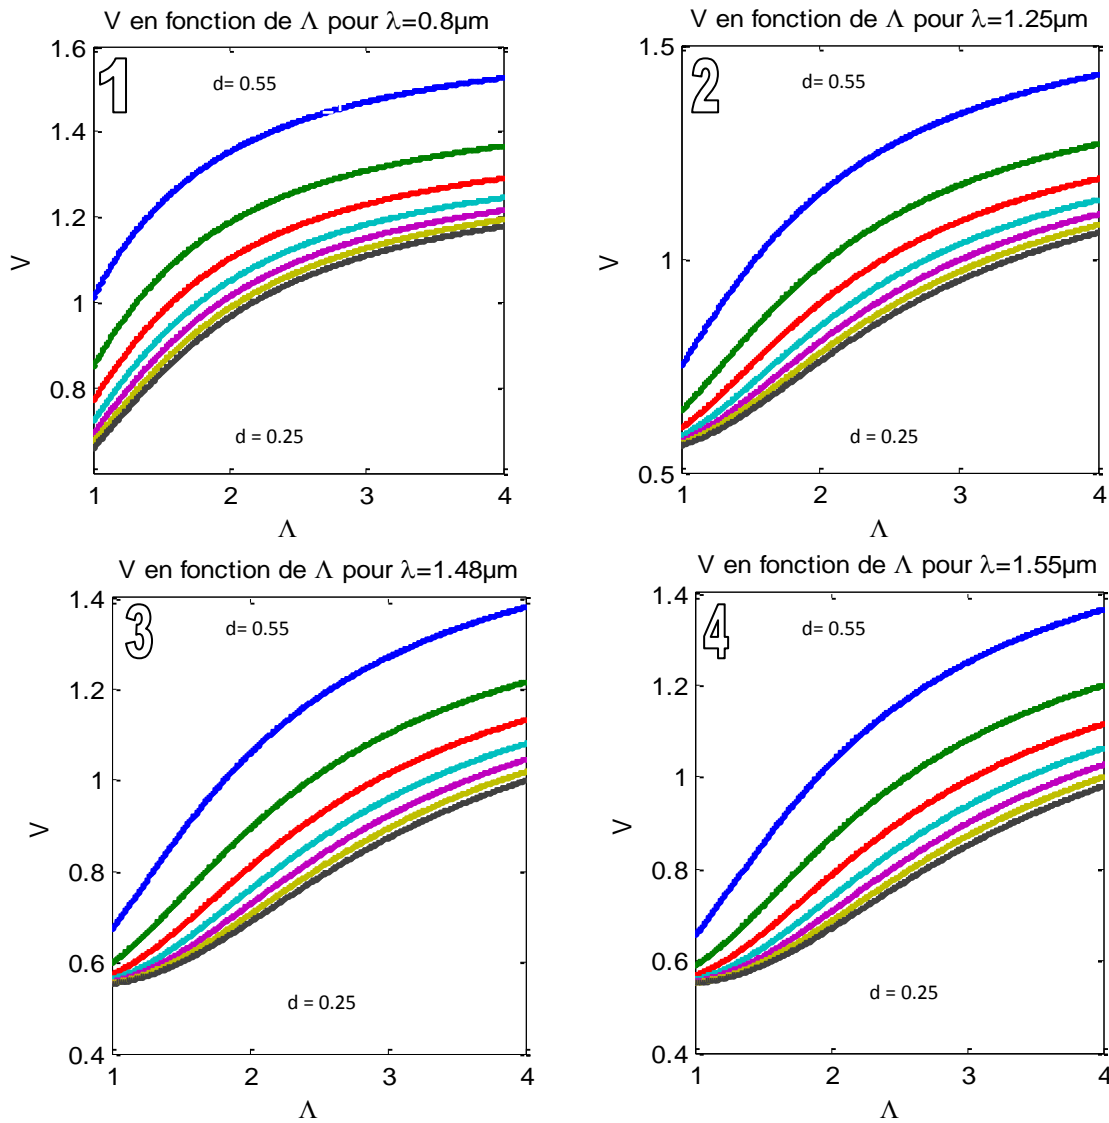 V en fonction de Λ pour λ=0.8µm
1
d= 0.55
d = 0.25
1.6
1.4
1.2
1
0.8
V
1 2 3 4
Λ
V en fonction de Λ pour λ=1.25µm
2
d= 0.55
d = 0.25
1.5
1
0.5
V
1 2 3 4
Λ
V en fonction de Λ pour λ=1.48µm
3
d= 0.55
d = 0.25
1.4
1.2
1
0.8
0.6
0.4
V
1 2 3 4
Λ
V en fonction de Λ pour λ=1.55µm
4
d= 0.55
d = 0.25
1.4
1.2
1
0.8
0.6
0.4
V
1 2 3 4
Λ